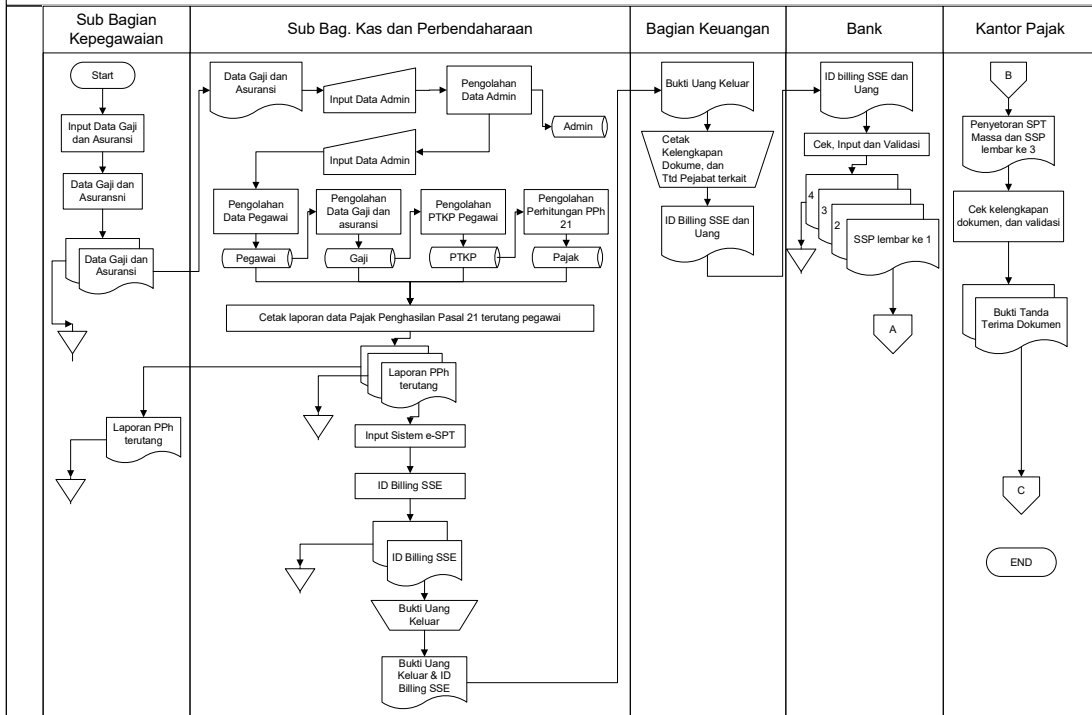 Sub Bagian
Kepegawaian
Start
Input Data Gaji
dan Asuransi
Data Gaji dan
Asuransni
Data Gaji dan
Asuransi
Laporan PPh
terutang
Sub Bag. Kas dan Perbendaharaan
Data Gaji dan
Asuransi
Input Data Admin
Pengolahan
Data Admin
Admin
Input Data Admin
Pengolahan
Data Pegawai
Pengolahan
Data Gaji dan
asuransi
Pengolahan
PTKP Pegawai
Pengolahan
Perhitungan PPh
21
Pegawai
Gaji
PTKP
Pajak
Cetak laporan data Pajak Penghasilan Pasal 21 terutang pegawai
Laporan PPh
terutang
Input Sistem e-SPT
ID Billing SSE
ID Billing SSE
Bukti Uang
Keluar
Bukti Uang
Keluar & ID
Billing SSE
Bagian Keuangan
Bukti Uang Keluar
Cetak
Kelengkapan
Dokume, dan
Ttd Pejabat terkait
ID Billing SSE dan
Uang
Bank
ID billing SSE dan
Uang
Cek, Input dan Validasi
4
3
2
SSP lembar ke 1
A
Kantor Pajak
B
Penyetoran SPT
Massa dan SSP
lembar ke 3
Cek kelengkapan
dokumen, dan validasi
Bukti Tanda
Terima Dokumen
C
END